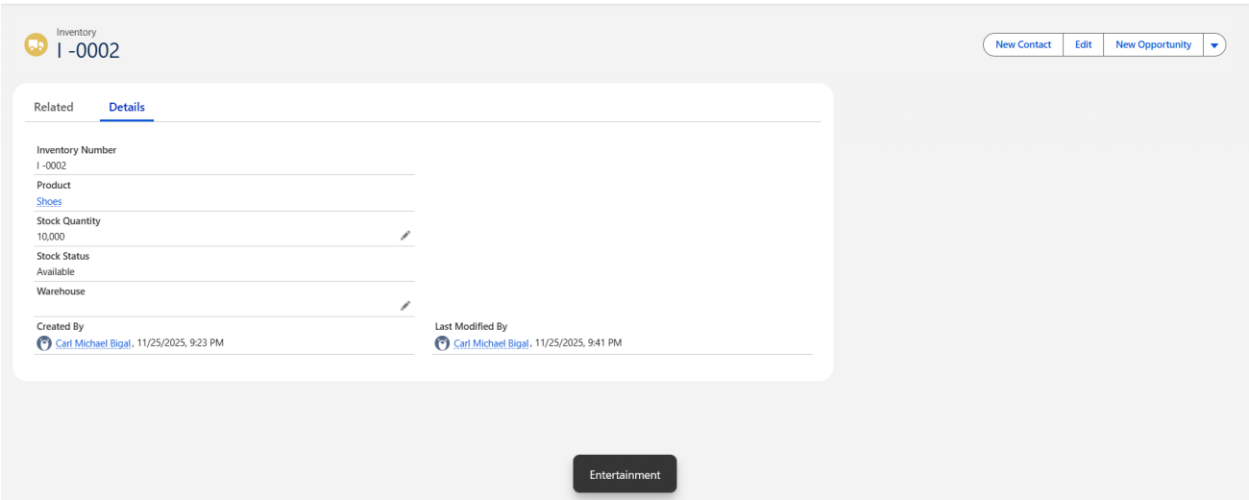 Inventory
I -0002
New Contact
Edit
New Opportunity
Related
Details
Inventory Number
I -0002
Product
Shoes
Stock Quantity
10,000
Stock Status
Available
Warehouse
Created By
Carl Michael Bigal, 11/25/2025, 9:23 PM
Last Modified By
Carl Michael Bigal, 11/25/2025, 9:41 PM
Entertainment